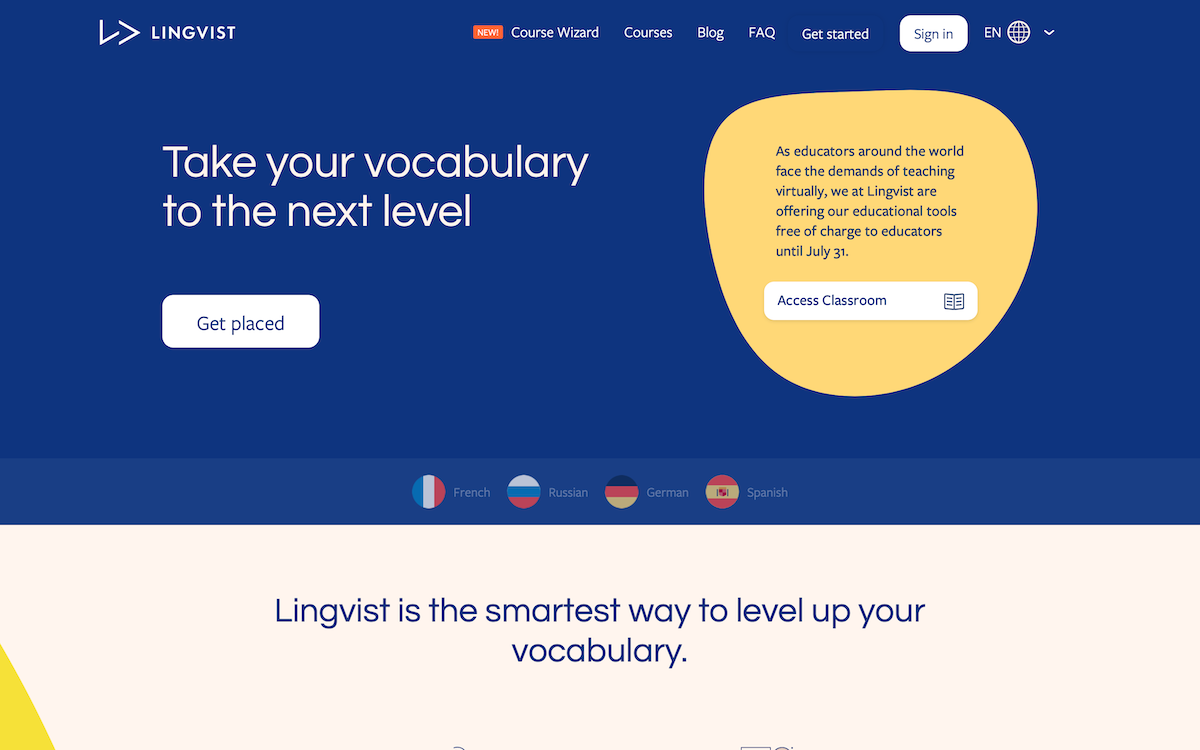 LINGVIST
NEW! Course Wizard Courses Blog FAQ Get started Sign in EN
Take your vocabulary
to the next level
Get placed
As educators around the world
face the demands of teaching
virtually, we at Lingvist are
offering our educational tools
free of charge to educators
until July 31.
Access Classroom
French Russian German Spanish
Lingvist is the smartest way to level up your
vocabulary.